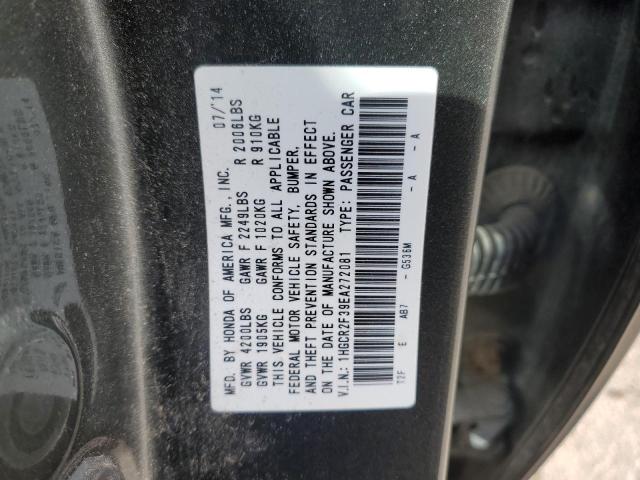 MFD. BY HONDA OF AMERICA MFG., INC. 07/'14
GVWR 4200LBS GAWR F 2249LBS R 2006LBS
GVWR 1905KG GAWR F 1020KG R 910KG
THIS VEHICLE CONFORMS TO ALL APPLICABLE
FEDERAL MOTOR VEHICLE SAFETY, BUMPER,
AND THEFT PREVENTION STANDARDS IN EFFECT
ON THE DATE OF MANUFACTURE SHOWN ABOVE.
V.I.N.: 1HGCR2F39EA272081 TYPE: PASSENGER CAR
T2F E AB7 - G536M - A - A